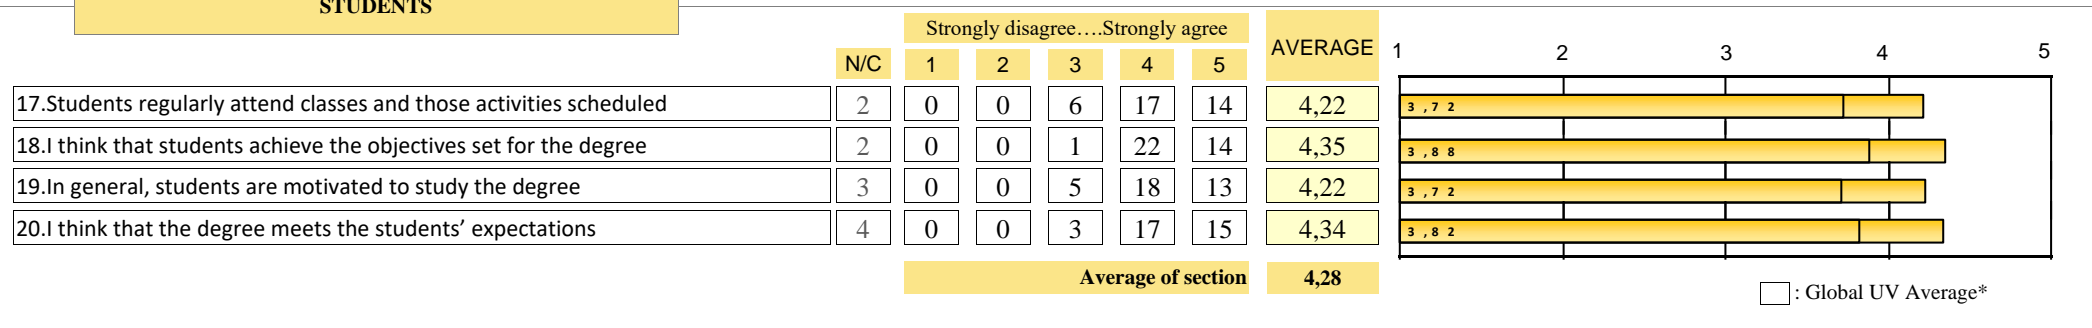 STUDENTS
Strongly disagree….Strongly agree
AVERAGE
N/C 1 2 3 4 5
1 2 3 4 5
17.Students regularly attend classes and those activities scheduled 2 0 0 6 17 14 4,22 3,72
18.I think that students achieve the objectives set for the degree 2 0 0 1 22 14 4,35 3,88
19.In general, students are motivated to study the degree 3 0 0 5 18 13 4,22 3,72
20.I think that the degree meets the students’ expectations 4 0 0 3 17 15 4,34 3,82
Average of section 4,28
: Global UV Average*